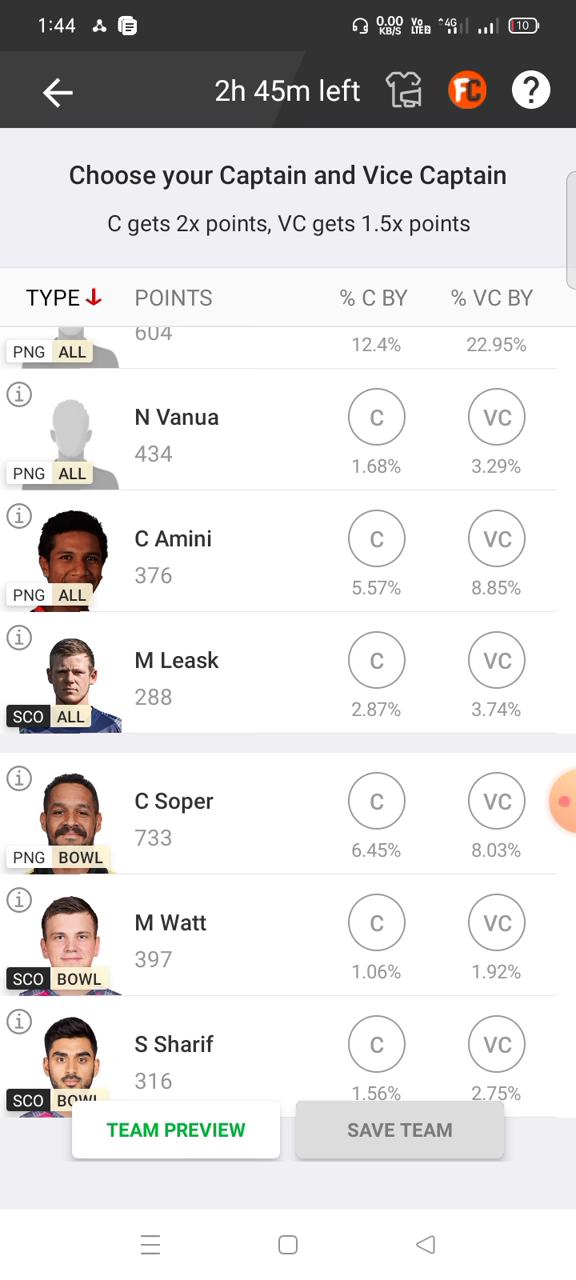 1:44 0.00 KB/S Vo LTE2 4G 10
2h 45m left FC ?
Choose your Captain and Vice Captain
C gets 2x points, VC gets 1.5x points
TYPE POINTS % C BY % VC BY
604
PNG ALL 12.4% 22.95%
i
N Vanua C VC
434
PNG ALL 1.68% 3.29%
i
C Amini C VC
376
PNG ALL 5.57% 8.85%
i
M Leask C VC
288
SCO ALL 2.87% 3.74%
i
C Soper C VC
733
PNG BOWL 6.45% 8.03%
i
M Watt C VC
397
SCO BOWL 1.06% 1.92%
i
S Sharif C VC
316
SCO BOWL 1.56% 2.75%
TEAM PREVIEW SAVE TEAM